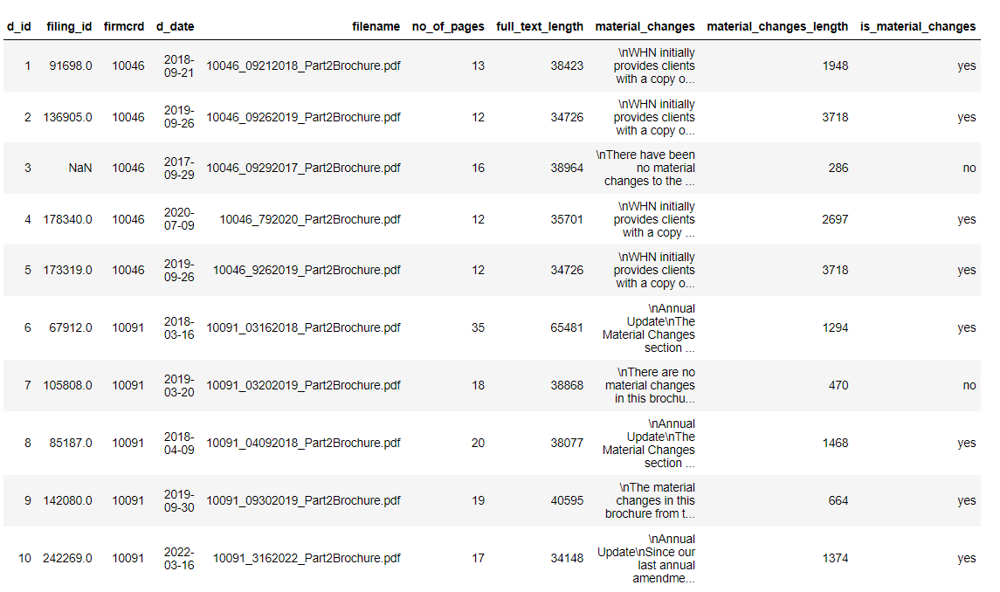 d_id filing_id firmcrd d_date filename no_of_pages full_text_length material_changes material_changes_length is_material_changes
1 91698.0 10046 2018-09-21 10046_09212018_Part2Brochure.pdf 13 38423 \nWHN initially provides clients with a copy o... 1948 yes
2 136905.0 10046 2019-09-26 10046_09262019_Part2Brochure.pdf 12 34726 \nWHN initially provides clients with a copy o... 3718 yes
3 NaN 10046 2017-09-29 10046_09292017_Part2Brochure.pdf 16 38964 \nThere have been no material changes to the ... 286 no
4 178340.0 10046 2020-07-09 10046_792020_Part2Brochure.pdf 12 35701 \nWHN initially provides clients with a copy ... 2697 yes
5 173319.0 10046 2019-09-26 10046_9262019_Part2Brochure.pdf 12 34726 \nWHN initially provides clients with a copy o... 3718 yes
6 67912.0 10091 2018-03-16 10091_03162018_Part2Brochure.pdf 35 65481 \nAnnual Update\nThe Material Changes section ... 1294 yes
7 105808.0 10091 2019-03-20 10091_03202019_Part2Brochure.pdf 18 38868 \nThere are no material changes in this brochu... 470 no
8 85187.0 10091 2018-04-09 10091_04092018_Part2Brochure.pdf 20 38077 \nAnnual Update\nThe Material Changes section ... 1468 yes
9 142080.0 10091 2019-09-30 10091_09302019_Part2Brochure.pdf 19 40595 \nThe material changes in this brochure from t... 664 yes
10 242269.0 10091 2022-03-16 10091_3162022_Part2Brochure.pdf 17 34148 \nAnnual Update\nSince our last annual amendme... 1374 yes